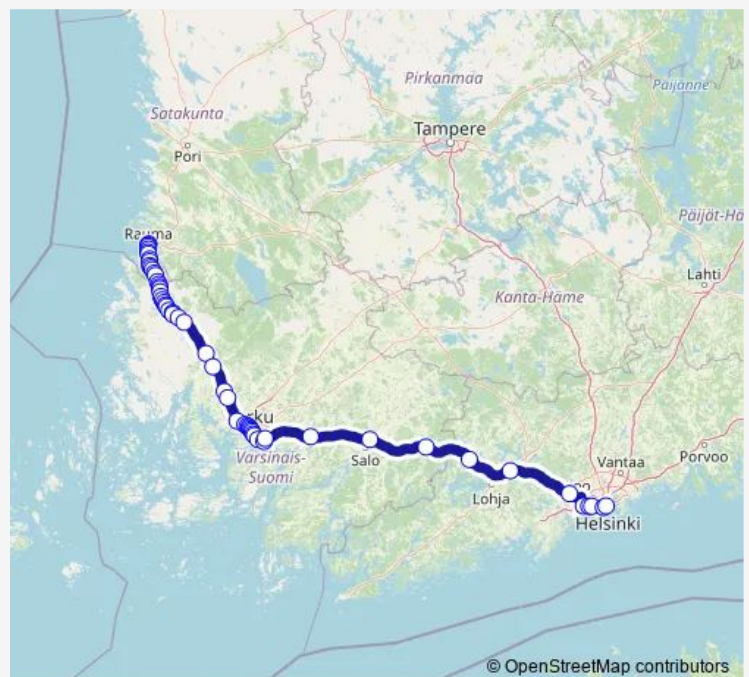 Pirkanmaa
Päijänne
Satakunta
Tampere
Pori
Rauma
Päijät-Hä
Lahti
Kanta-Häme
rku
Varsinais-
Suomi
Salo
Vantaa
Porvoo
Lohja
Helsinki
© OpenStreetMap contributors